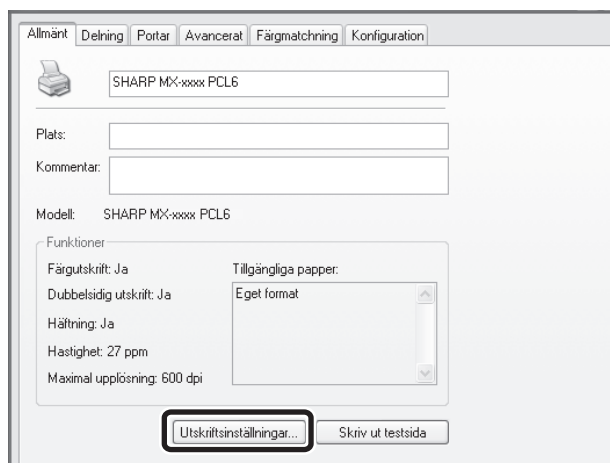 Allmänt Delning Portar Avancerat Färgmatchning Konfiguration
SHARP MX-xxxx PCL6
Plats:
Kommentar:
Modell: SHARP MX-xxxx PCL6
Funktioner
Färgutskrift: Ja Tillgängliga papper:
Dubbelsidig utskrift: Ja Eget format
Häftning: Ja
Hastighet: 27 ppm
Maximal upplösning: 600 dpi
Utskriftsinställningar... Skriv ut testsida